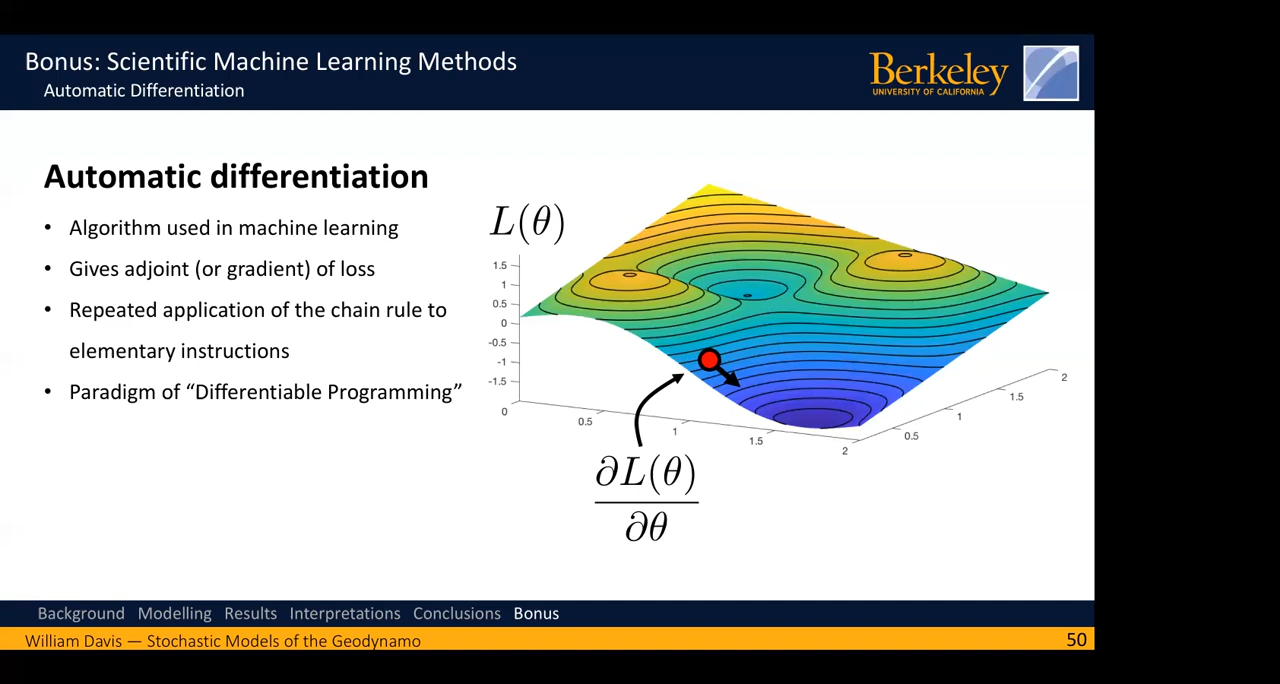 Bonus: Scientific Machine Learning Methods
Automatic Differentiation
Berkeley
UNIVERSITY OF CALIFORNIA
Automatic differentiation
• Algorithm used in machine learning
• Gives adjoint (or gradient) of loss
• Repeated application of the chain rule to
elementary instructions
• Paradigm of “Differentiable Programming”
L(θ)
1.5
1
0.5
0
-0.5
-1
-1.5
0
0.5
1
1.5
2
0.5
1
1.5
2
∂L(θ)
∂θ
Background Modelling Results Interpretations Conclusions Bonus
William Davis — Stochastic Models of the Geodynamo
50